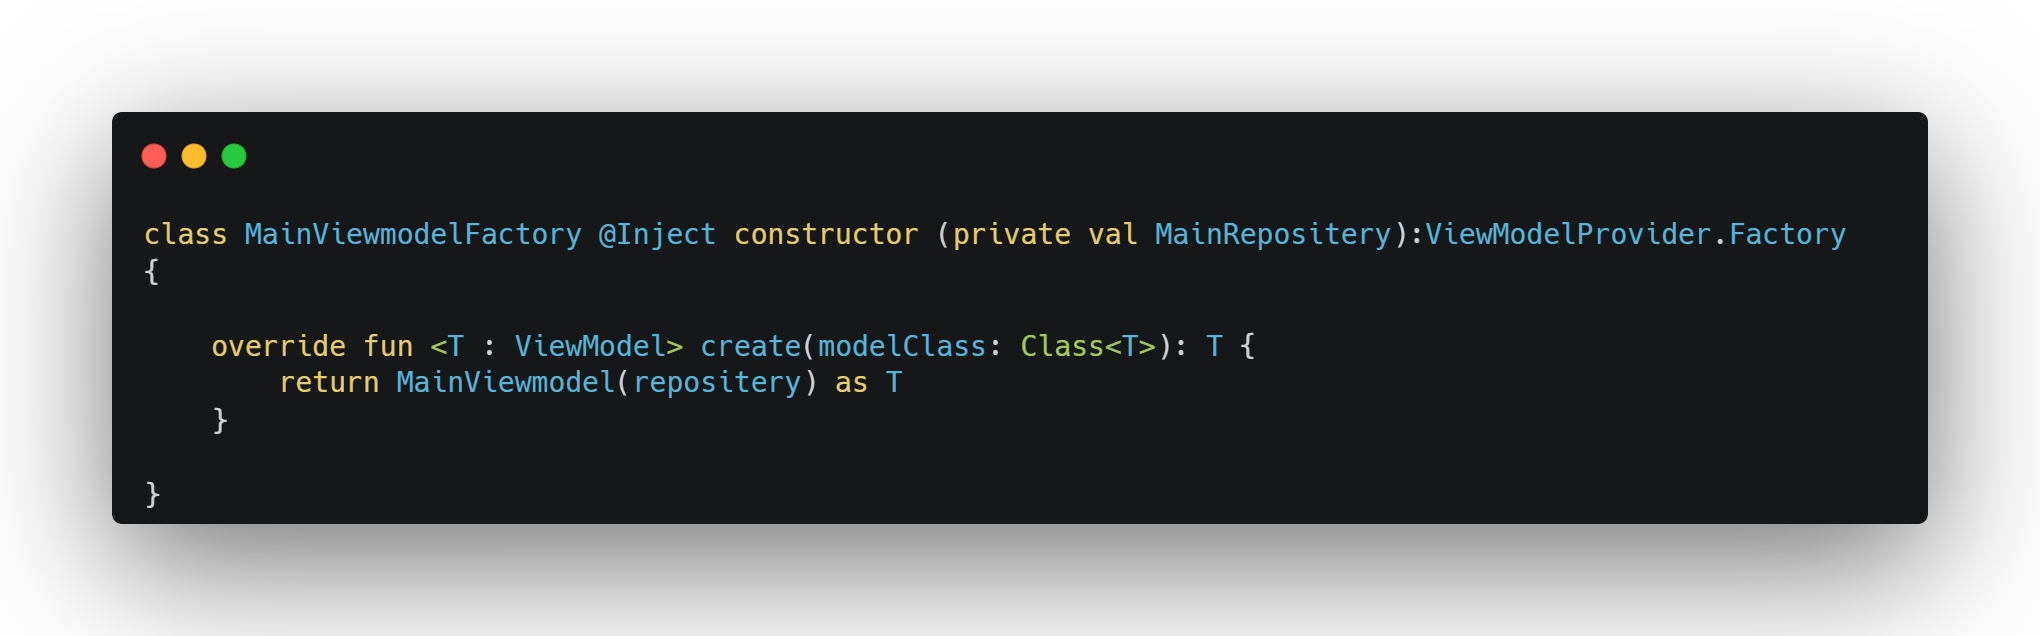 class MainViewmodelFactory @Inject constructor (private val MainRepositery):ViewModelProvider.Factory
{
override fun <T : ViewModel> create(modelClass: Class<T>): T {
return MainViewmodel(repositery) as T
}
}